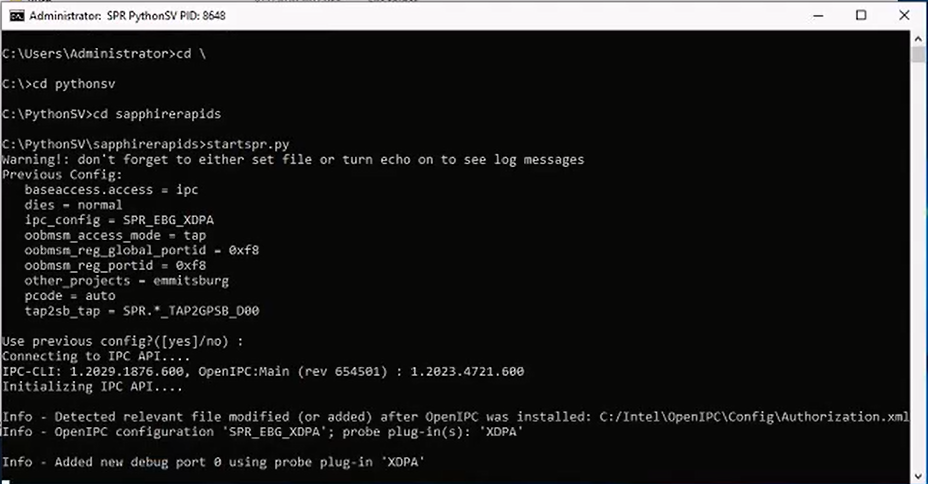 Administrator: SPR PythonSV PID: 8648
C:\Users\Administrator>cd \
C:\>cd pythonsv
C:\PythonSV>cd sapphirerapids
C:\PythonSV\sapphirerapids>startspr.py
Warning!: don't forget to either set file or turn echo on to see log messages
Previous Config:
baseaccess.access = ipc
dies = normal
ipc_config = SPR_EBG_XDPA
oobmsm_access_mode = tap
oobmsm_reg_global_portid = 0xf8
oobmsm_reg_portid = 0xf8
other_projects = emmitsburg
pcode = auto
tap2sb_tap = SPR.*_TAP2GPSB_D00
Use previous config?([yes]/no) :
Connecting to IPC API....
IPC-CLI: 1.2029.1876.600, OpenIPC:Main (rev 654501) : 1.2023.4721.600
Initializing IPC API....
Info - Detected relevant file modified (or added) after OpenIPC was installed: C:/Intel\OpenIPC\Config\Authorization.xml
Info - OpenIPC configuration 'SPR_EBG_XDPA'; probe plug-in(s): 'XDPA'
Info - Added new debug port 0 using probe plug-in 'XDPA'